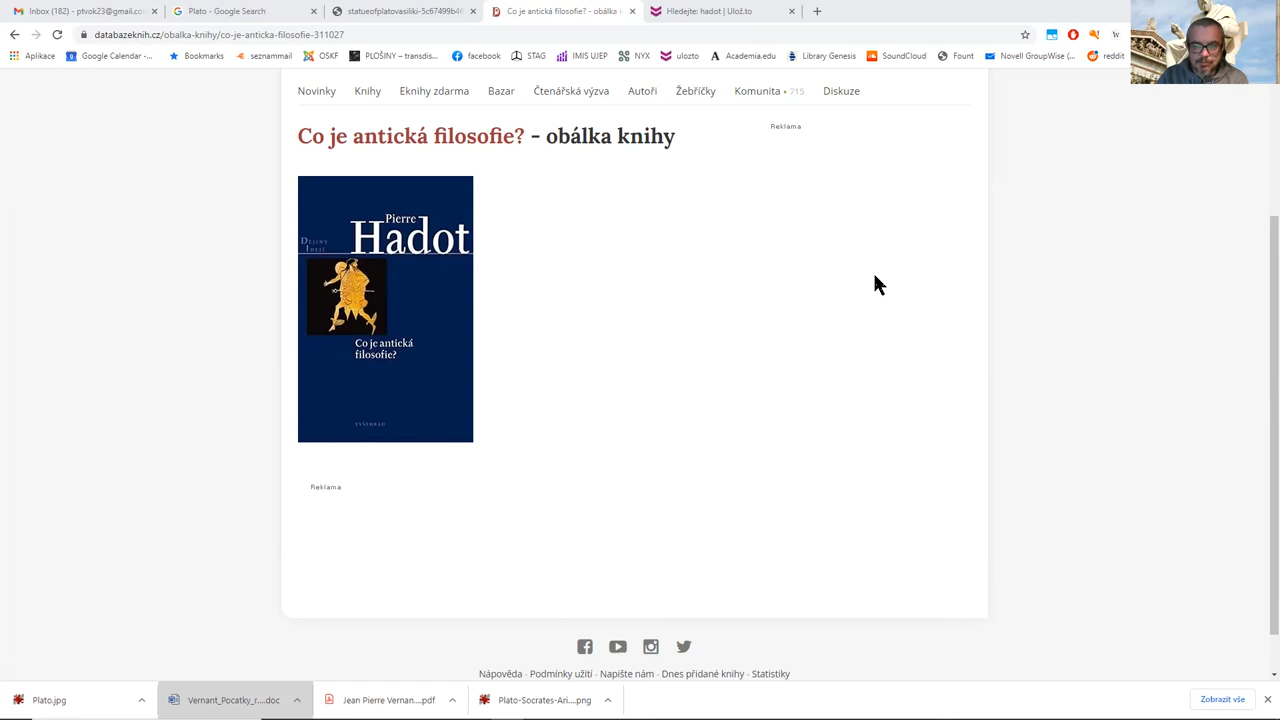 Inbox (182) - ptvok23@gmail.com
Plato - Google Search
statueofplatovasiliki-5c67499b46
Co je antická filosofie? - obálka k
Hledejte: hadot | Ulož.to
databazeknih.cz/obalka-knihy/co-je-anticka-filosofie-311027
Aplikace
Google Calendar -...
Bookmarks
seznammail
OSKF
PLOŠINY – transdis...
facebook
STAG
IMIS UJEP
NYX
ulozto
Academia.edu
Library Genesis
SoundCloud
Fount
Novell GroupWise (...
reddit
Novinky Knihy Eknihy zdarma Bazar Čtenářská výzva Autoři Žebříčky Komunita • 715 Diskuze
Co je antická filosofie? - obálka knihy
Reklama
Pierre
Hadot
Dějiny
Idejí
Co je antická
filosofie?
VYŠEHRAD
Reklama
Nápověda - Podmínky užití - Napište nám - Dnes přidané knihy - Statistiky
Plato.jpg
Vernant_Pocatky_r....doc
Jean Pierre Vernan....pdf
Plato-Socrates-Ari....png
Zobrazit vše